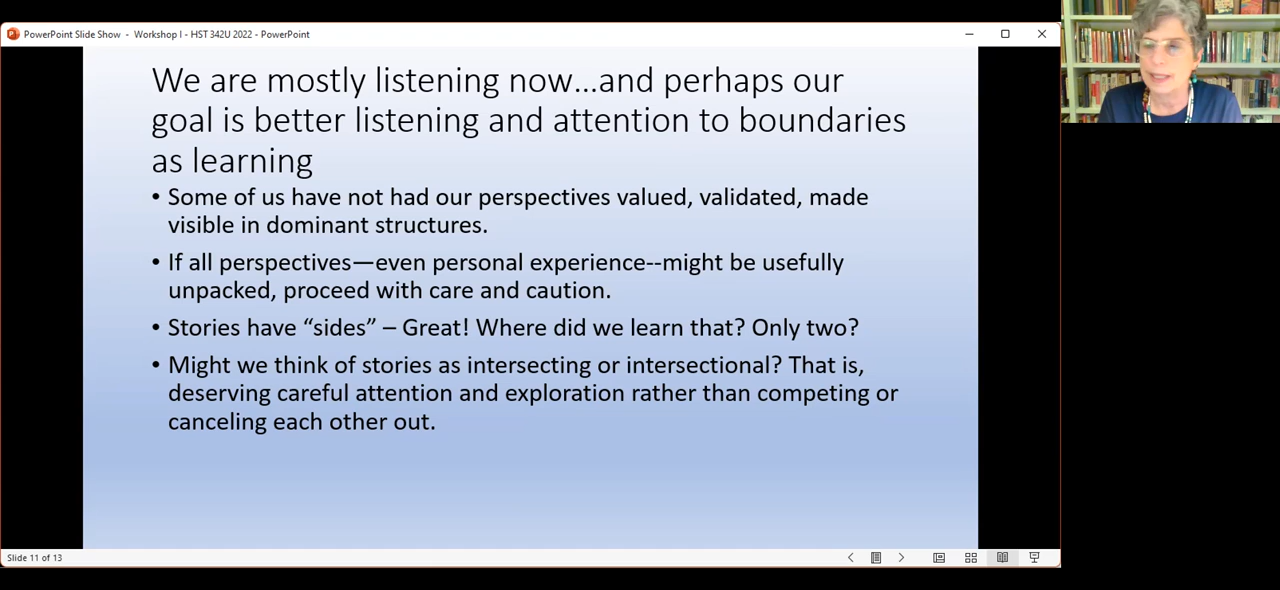 PowerPoint Slide Show - Workshop I - HST 342U 2022 - PowerPoint
We are mostly listening now...and perhaps our
goal is better listening and attention to boundaries
as learning
• Some of us have not had our perspectives valued, validated, made
visible in dominant structures.
• If all perspectives—even personal experience--might be usefully
unpacked, proceed with care and caution.
• Stories have “sides” – Great! Where did we learn that? Only two?
• Might we think of stories as intersecting or intersectional? That is,
deserving careful attention and exploration rather than competing or
canceling each other out.
Slide 11 of 13